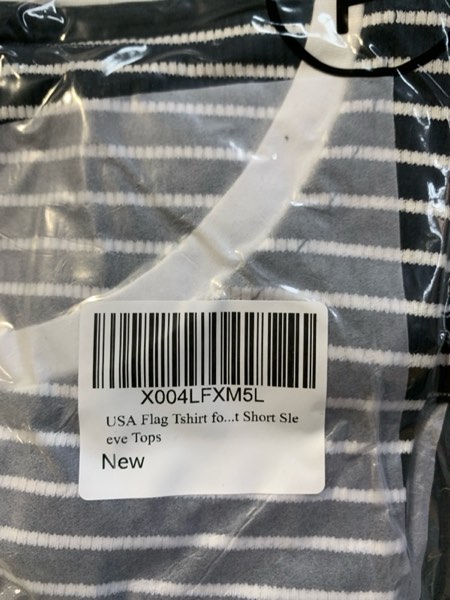 X004LFXM5L
USA Flag Tshirt fo...t Short Sle
eve Tops
New